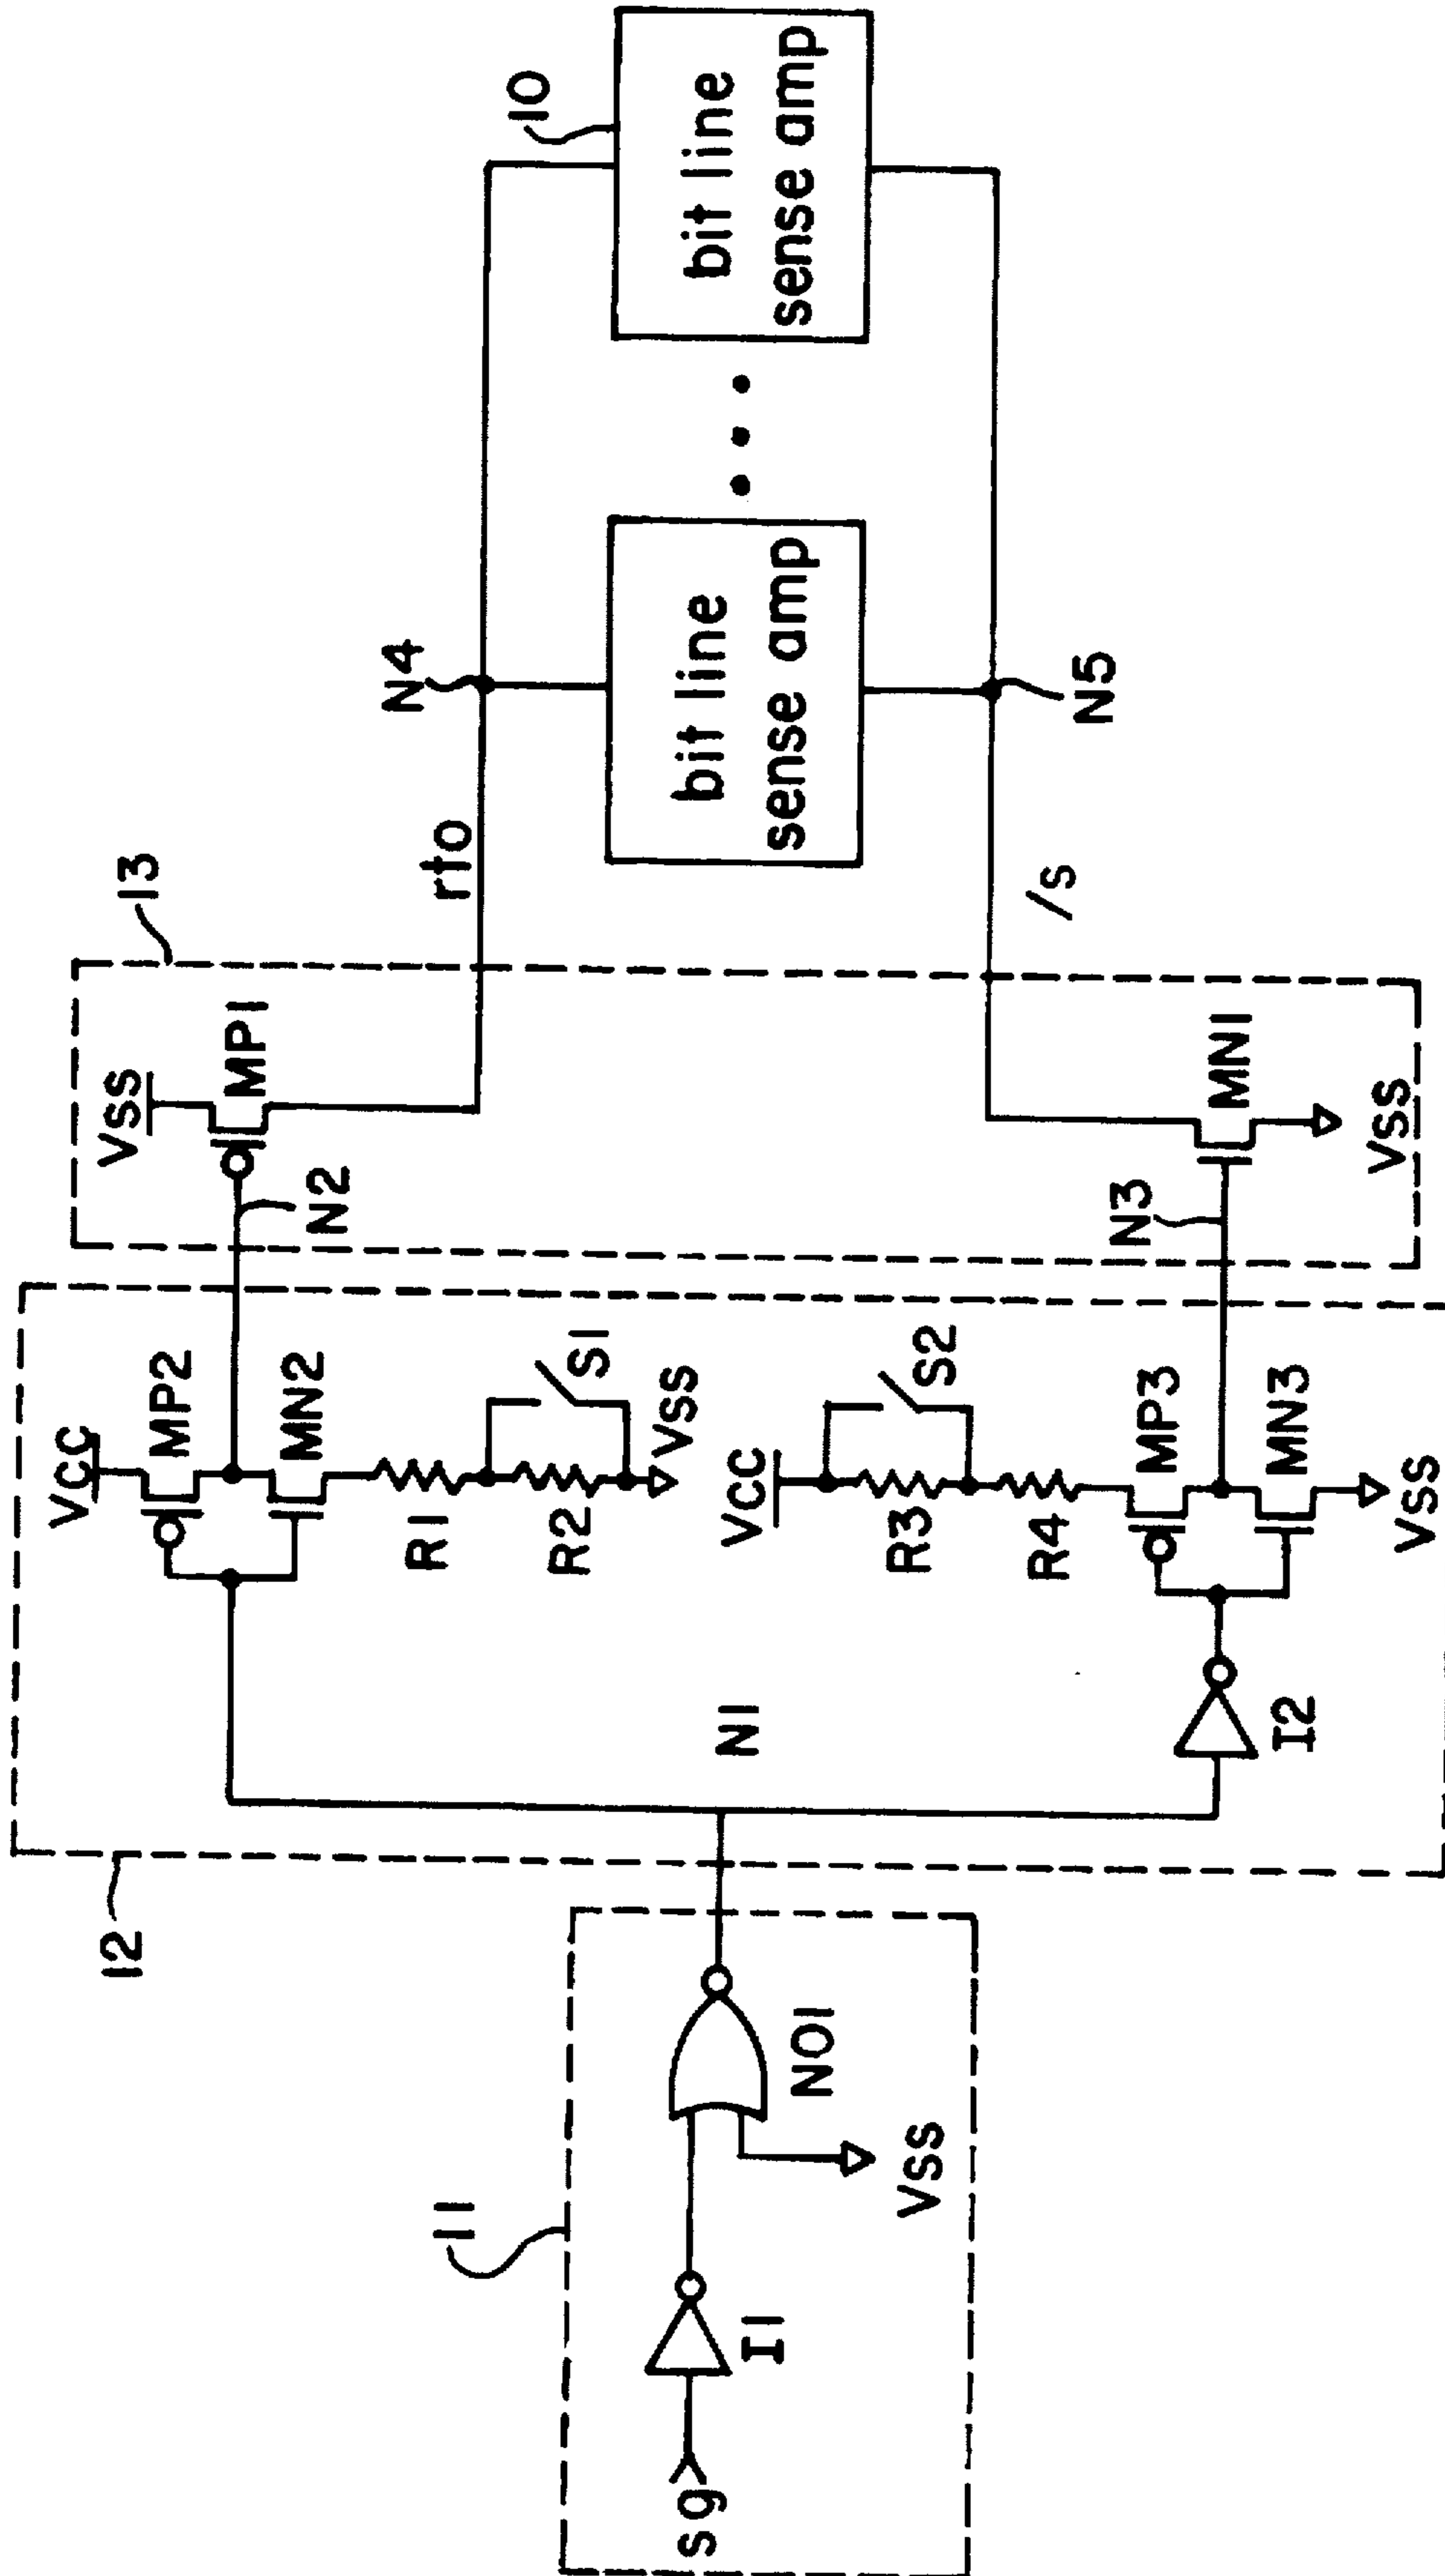 11
sg
I1
NO1
VSS
12
N1
I2
VCC
MP2
MN2
R1
R2
S1
VSS
VCC
R3
S2
R4
MP3
MN3
VSS
13
VSS
MP1
N2
N3
MN1
VSS
rto
/s
N4
N5
bit line
sense amp
10
bit line
sense amp